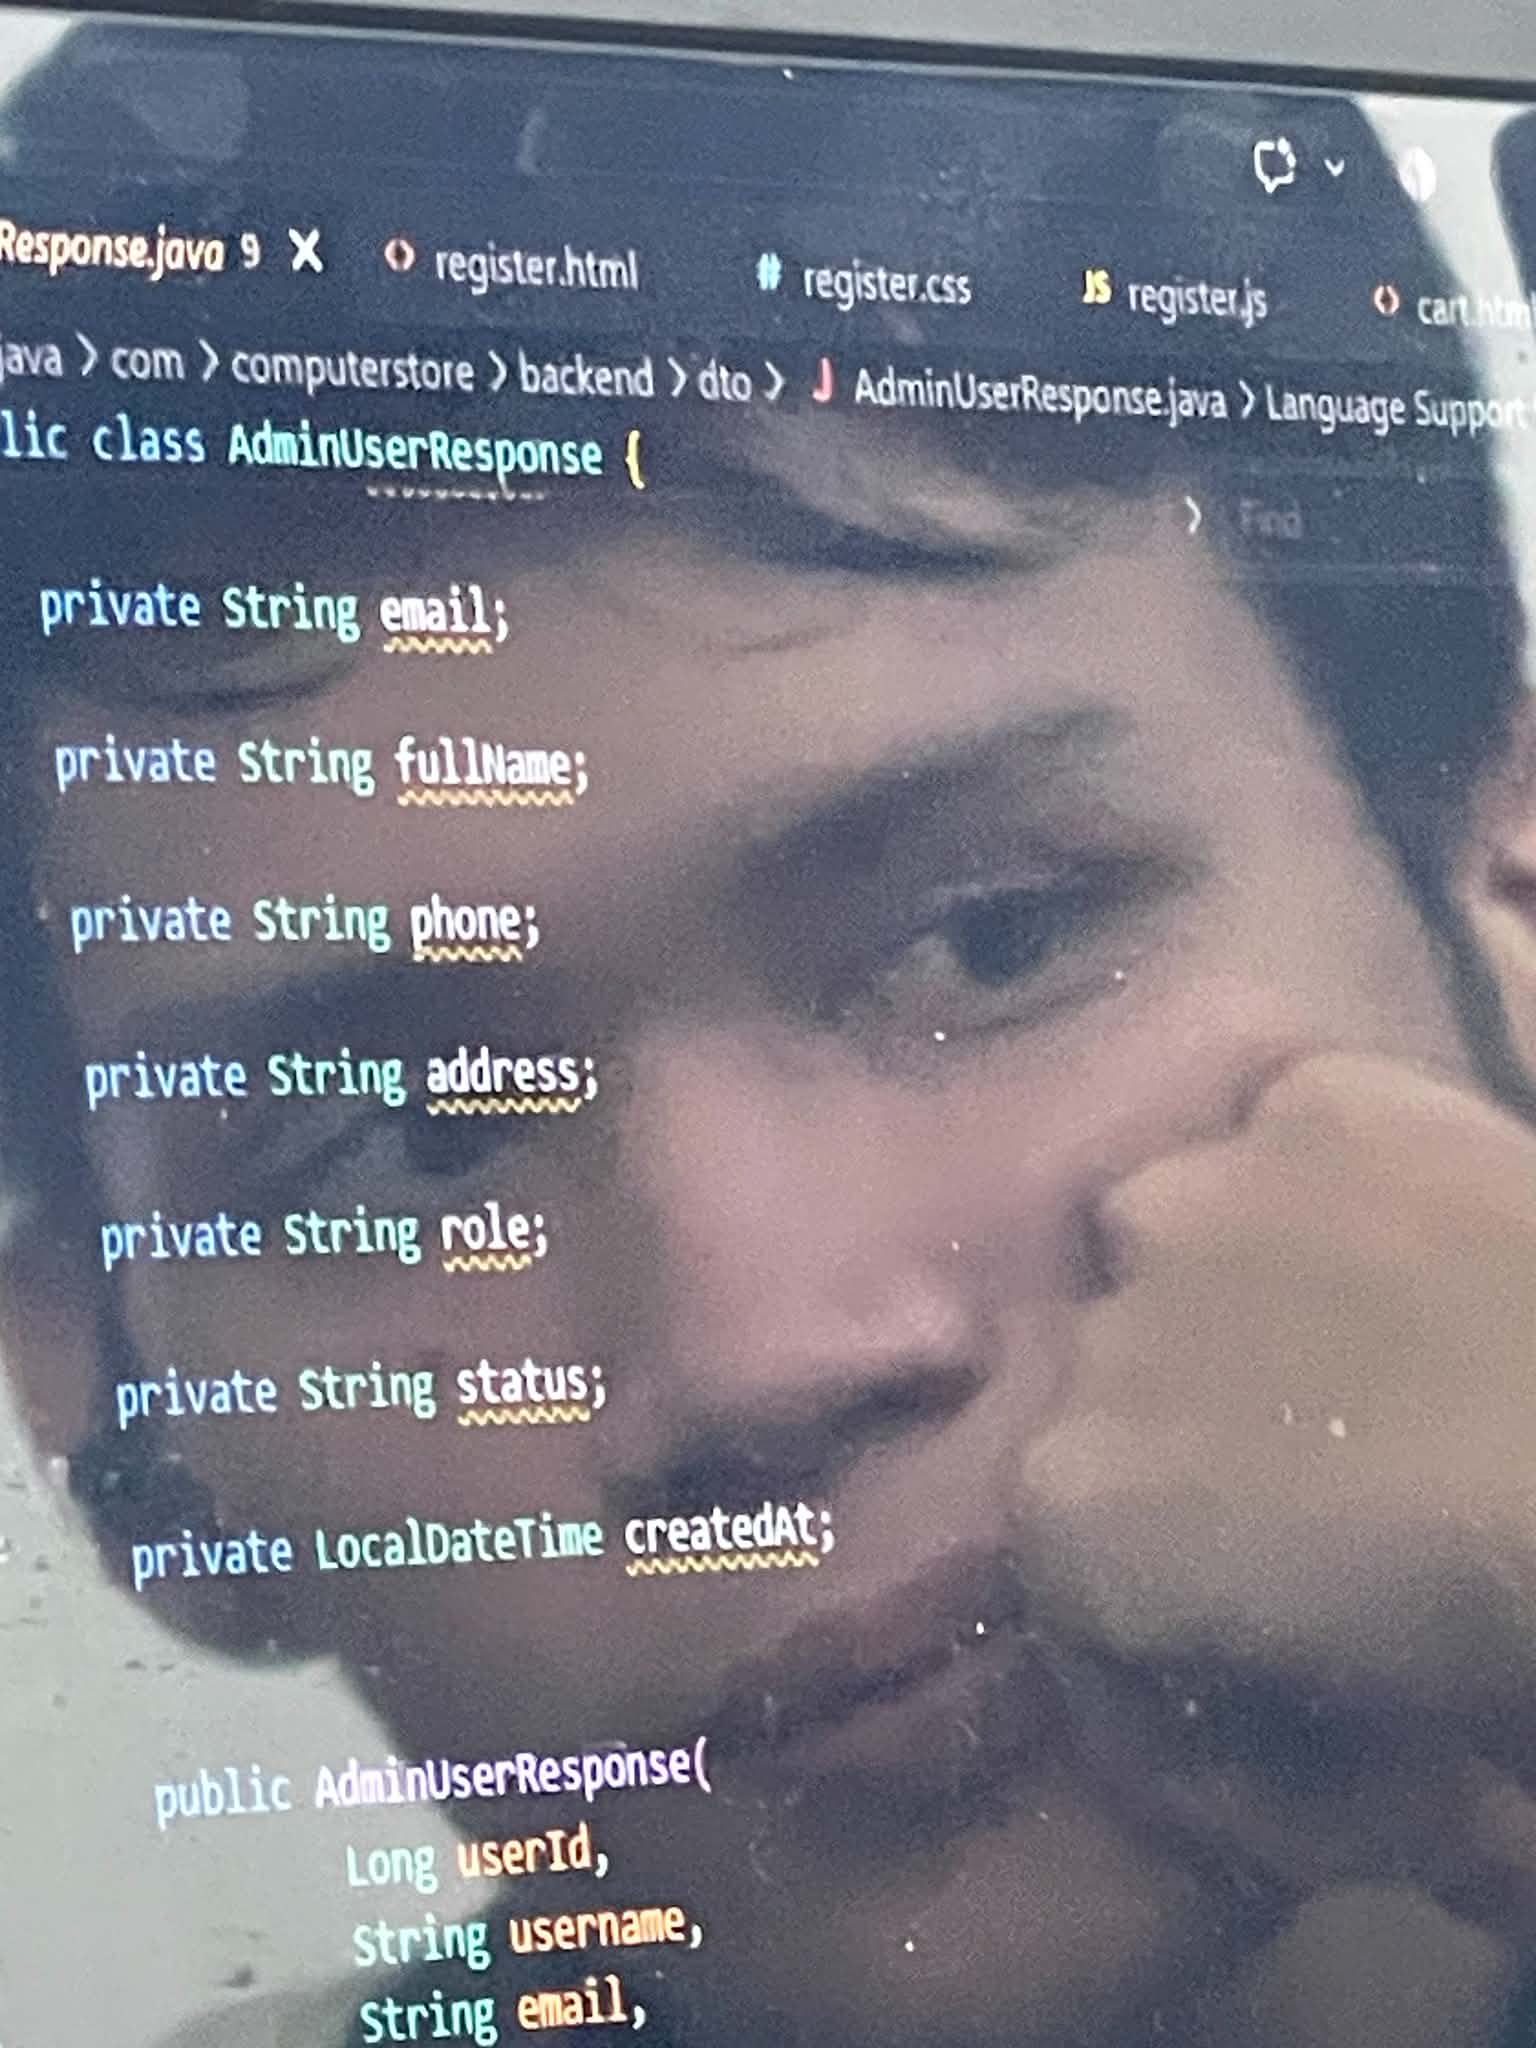 Response.java 9 X register.html # register.css JS register.js
java > com > computerstore > backend > dto > J AdminUserResponse.java > Language Support
lic class AdminUserResponse {
> Find
private String email;
private String fullName;
private String phone;
private String address;
private String role;
private String status;
private LocalDateTime createdAt;
public AdminUserResponse(
Long userId,
String username,
String email,